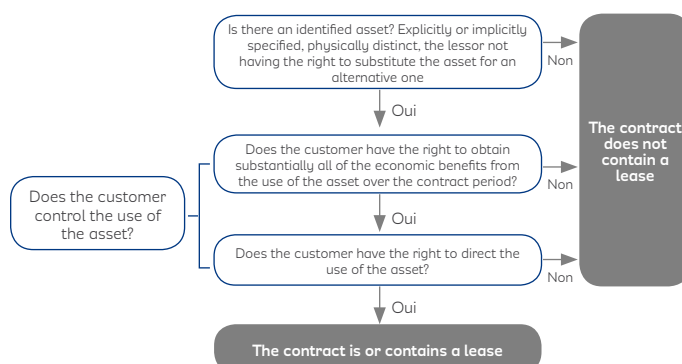 Is there an identified asset? Explicitly or implicitly
specified, physically distinct, the lessor not
having the right to substitute the asset for an
alternative one
Non
Oui
The contract
does not
contain a
lease
Does the customer have the right to obtain
substantially all of the economic benefits from
the use of the asset over the contract period?
Non
Does the customer
control the use of
the asset?
Oui
Does the customer have the right to direct the
use of the asset?
Non
Oui
The contract is or contains a lease